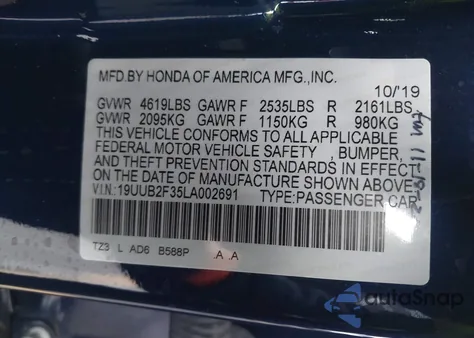 MFD.BY HONDA OF AMERICA MFG.,INC. 10/'19
GVWR 4619LBS GAWR F 2535LBS R 2161LBS
GVWR 2095KG GAWR F 1150KG R 980KG
THIS VEHICLE CONFORMS TO ALL APPLICABLE
FEDERAL MOTOR VEHICLE SAFETY , BUMPER,
AND THEFT PREVENTION STANDARDS IN EFFECT
ON THE DATE OF MANUFACTURE SHOWN ABOVE.
V.I.N.:19UUB2F35LA002691 TYPE:PASSENGER CAR
TZ3 L AD6 B588P .A .A
autoSnap